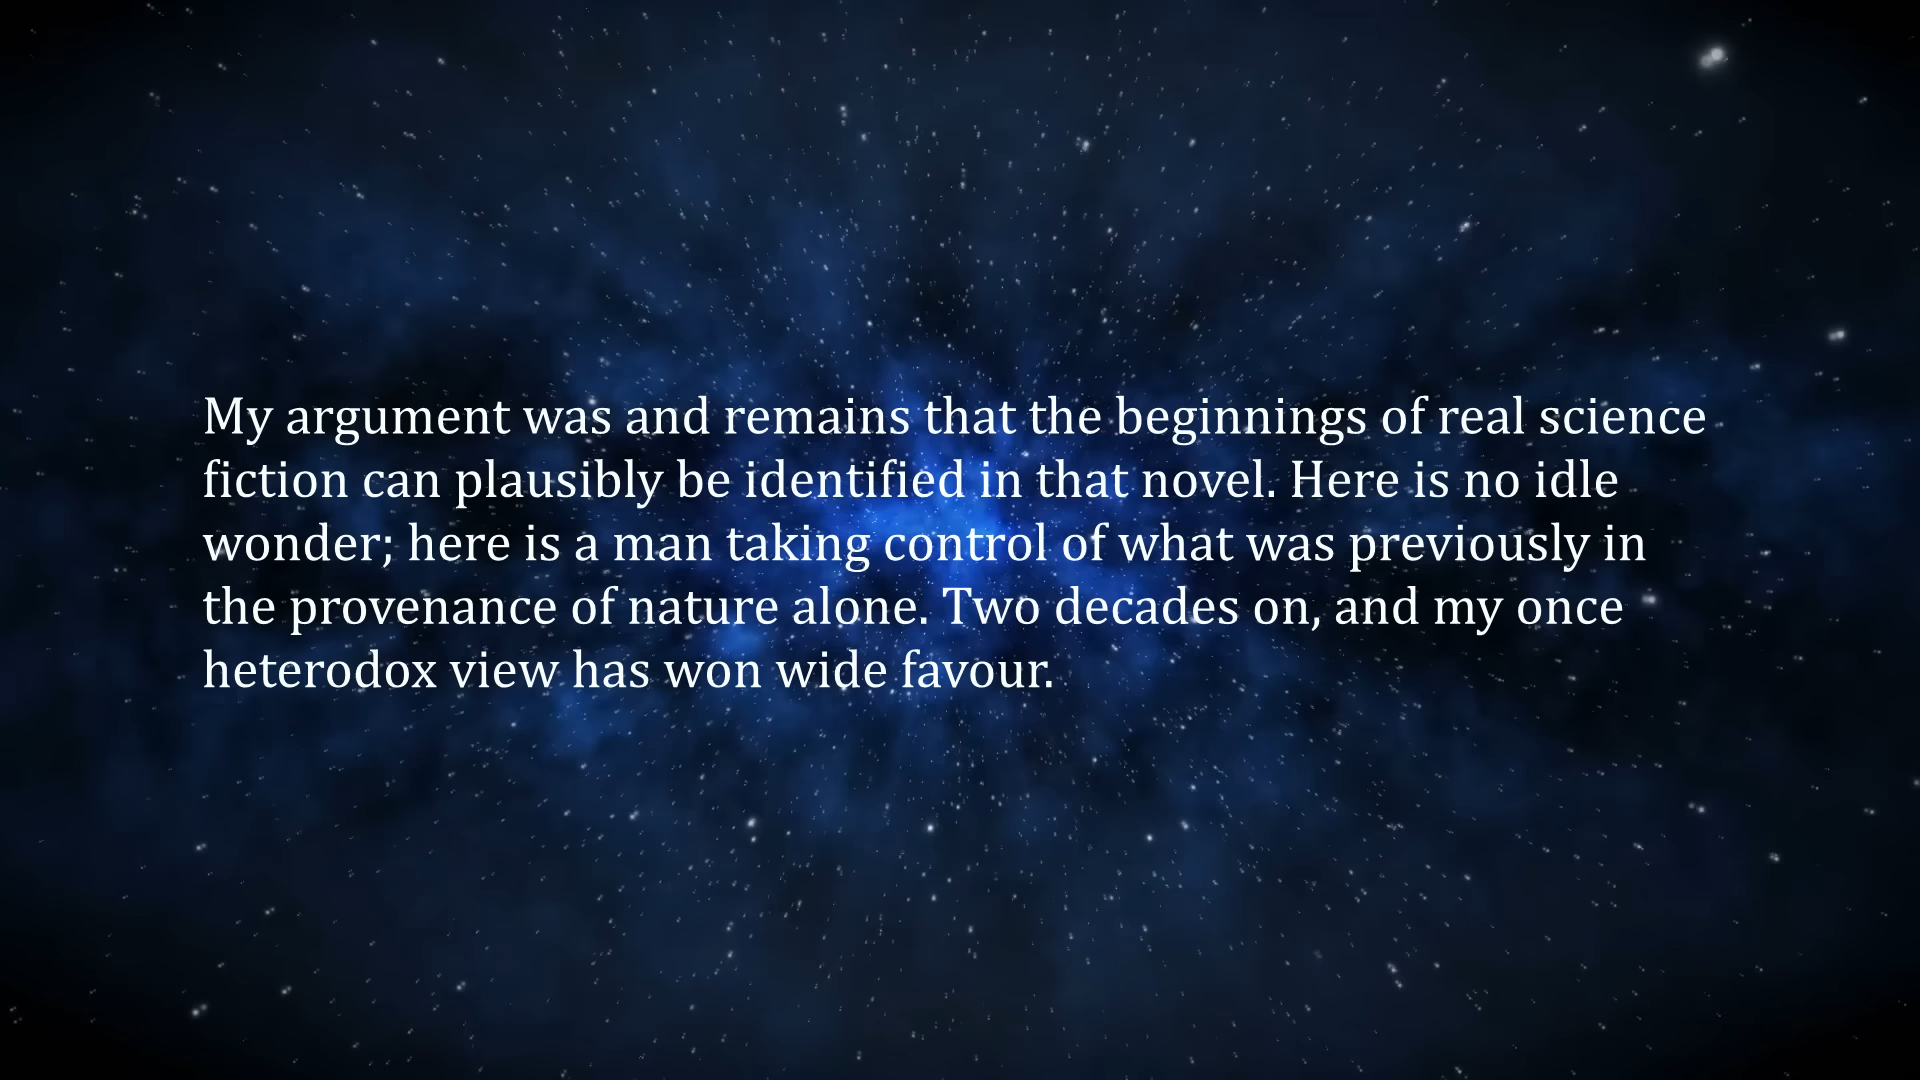 My argument was and remains that the beginnings of real science
fiction can plausibly be identified in that novel. Here is no idle
wonder; here is a man taking control of what was previously in
the provenance of nature alone. Two decades on, and my once
heterodox view has won wide favour.